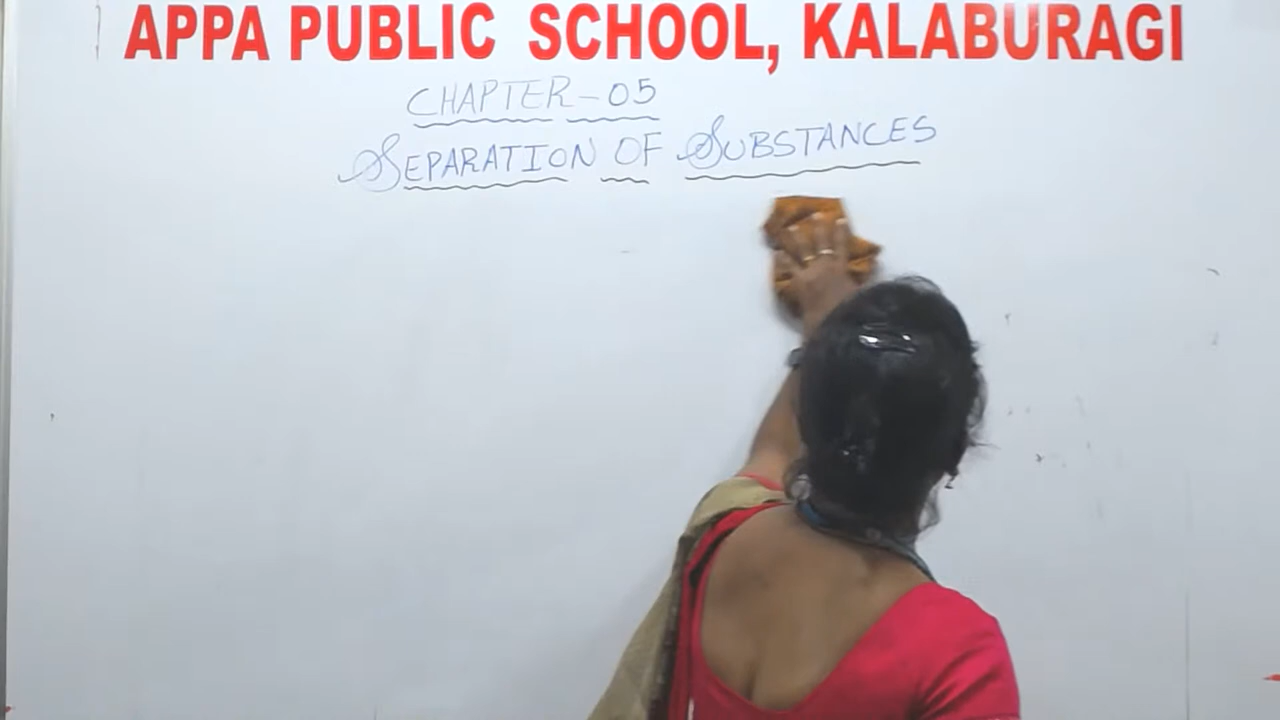 APPA PUBLIC SCHOOL, KALABURAGI
CHAPTER-05
SEPARATION OF SUBSTANCES